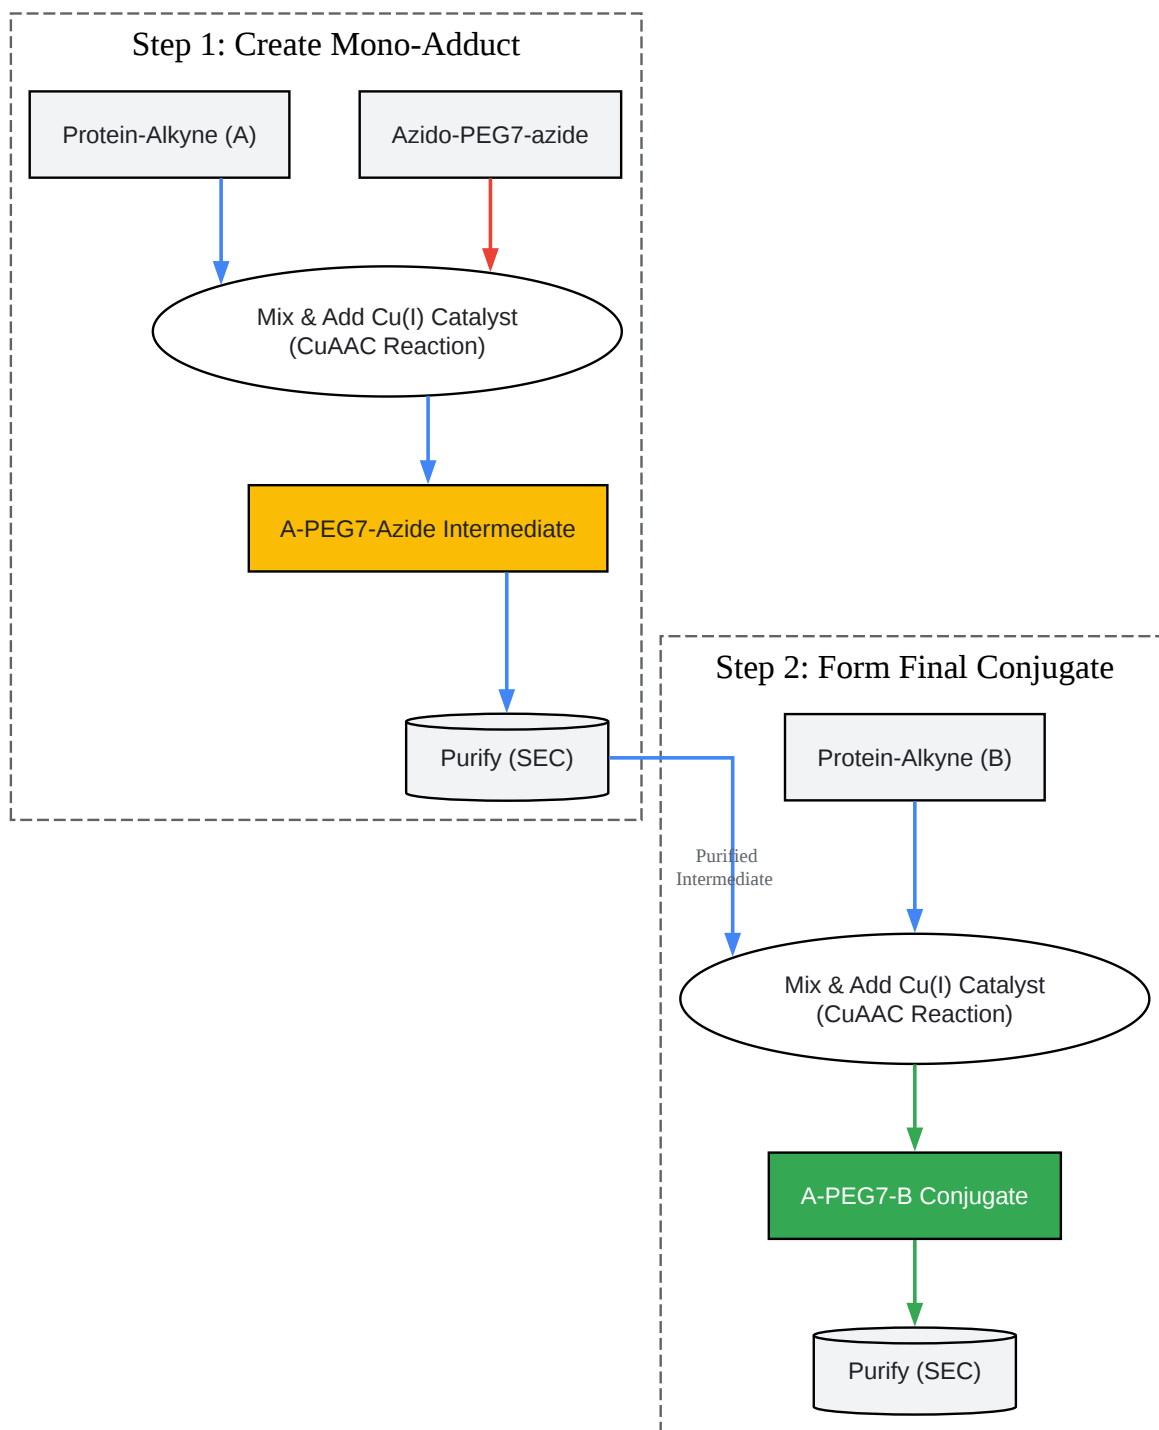 Step 1: Create Mono-Adduct
Protein-Alkyne (A)
Azido-PEG7-azide
Mix & Add Cu(I) Catalyst
(CuAAC Reaction)
A-PEG7-Azide Intermediate
Purify (SEC)
Step 2: Form Final Conjugate
Protein-Alkyne (B)
Purified
Intermediate
Mix & Add Cu(I) Catalyst
(CuAAC Reaction)
A-PEG7-B Conjugate
Purify (SEC)